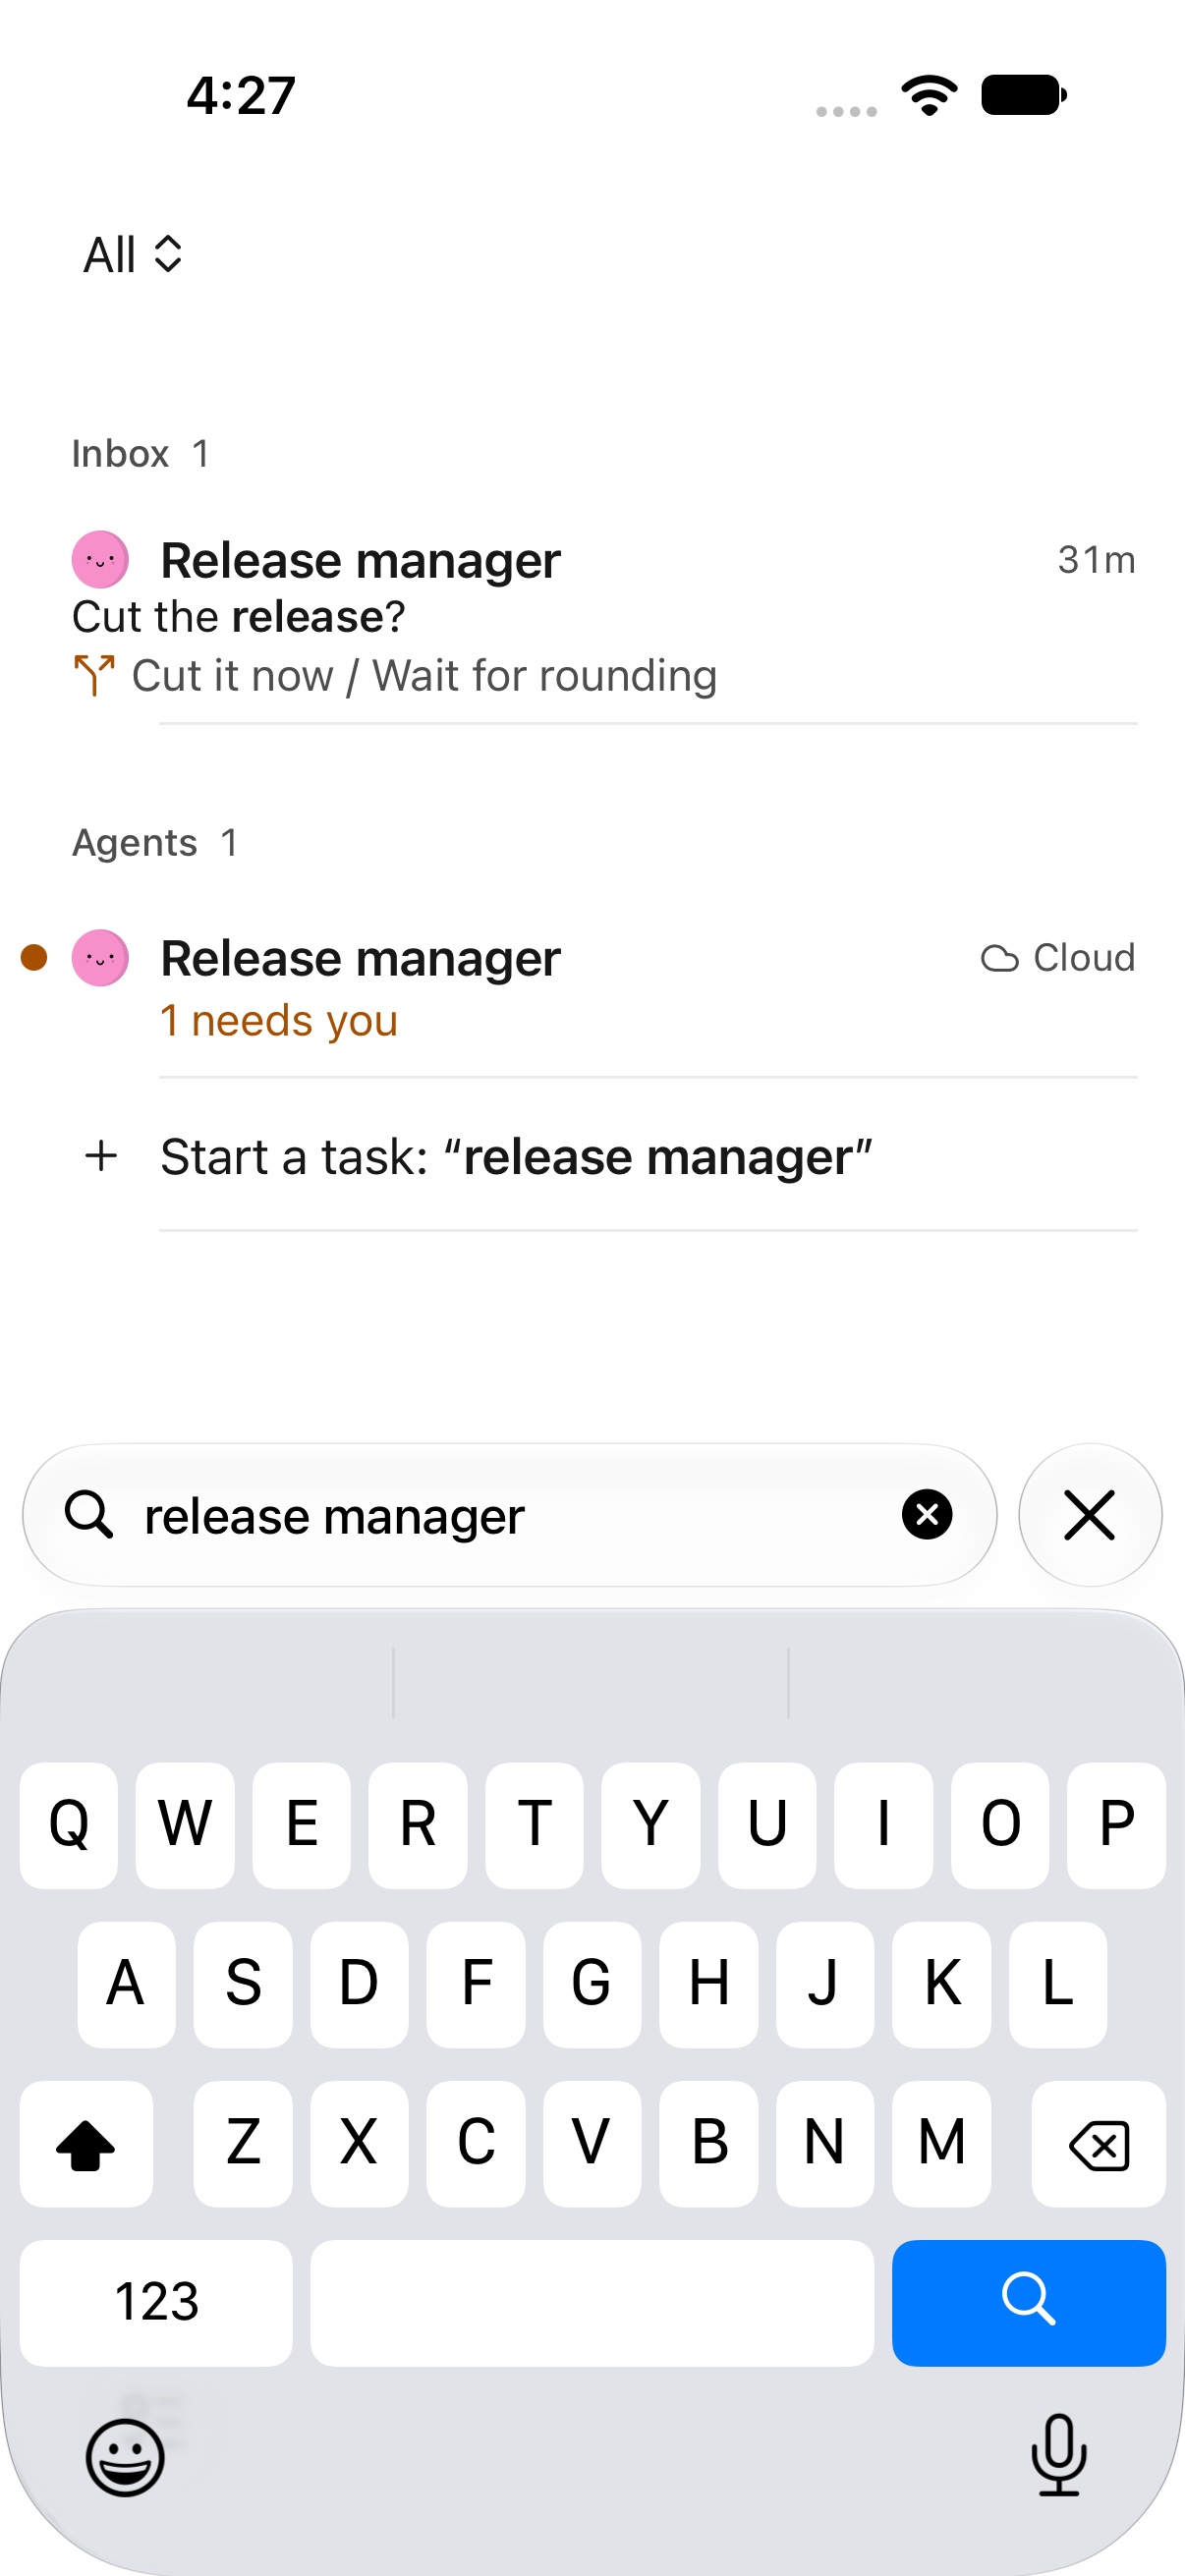 4:27
All
Inbox 1
Release manager 31m
Cut the release?
Cut it now / Wait for rounding
Agents 1
Release manager Cloud
1 needs you
Start a task: “release manager”
release manager
Q W E R T Y U I O P
A S D F G H J K L
Z X C V B N M
123